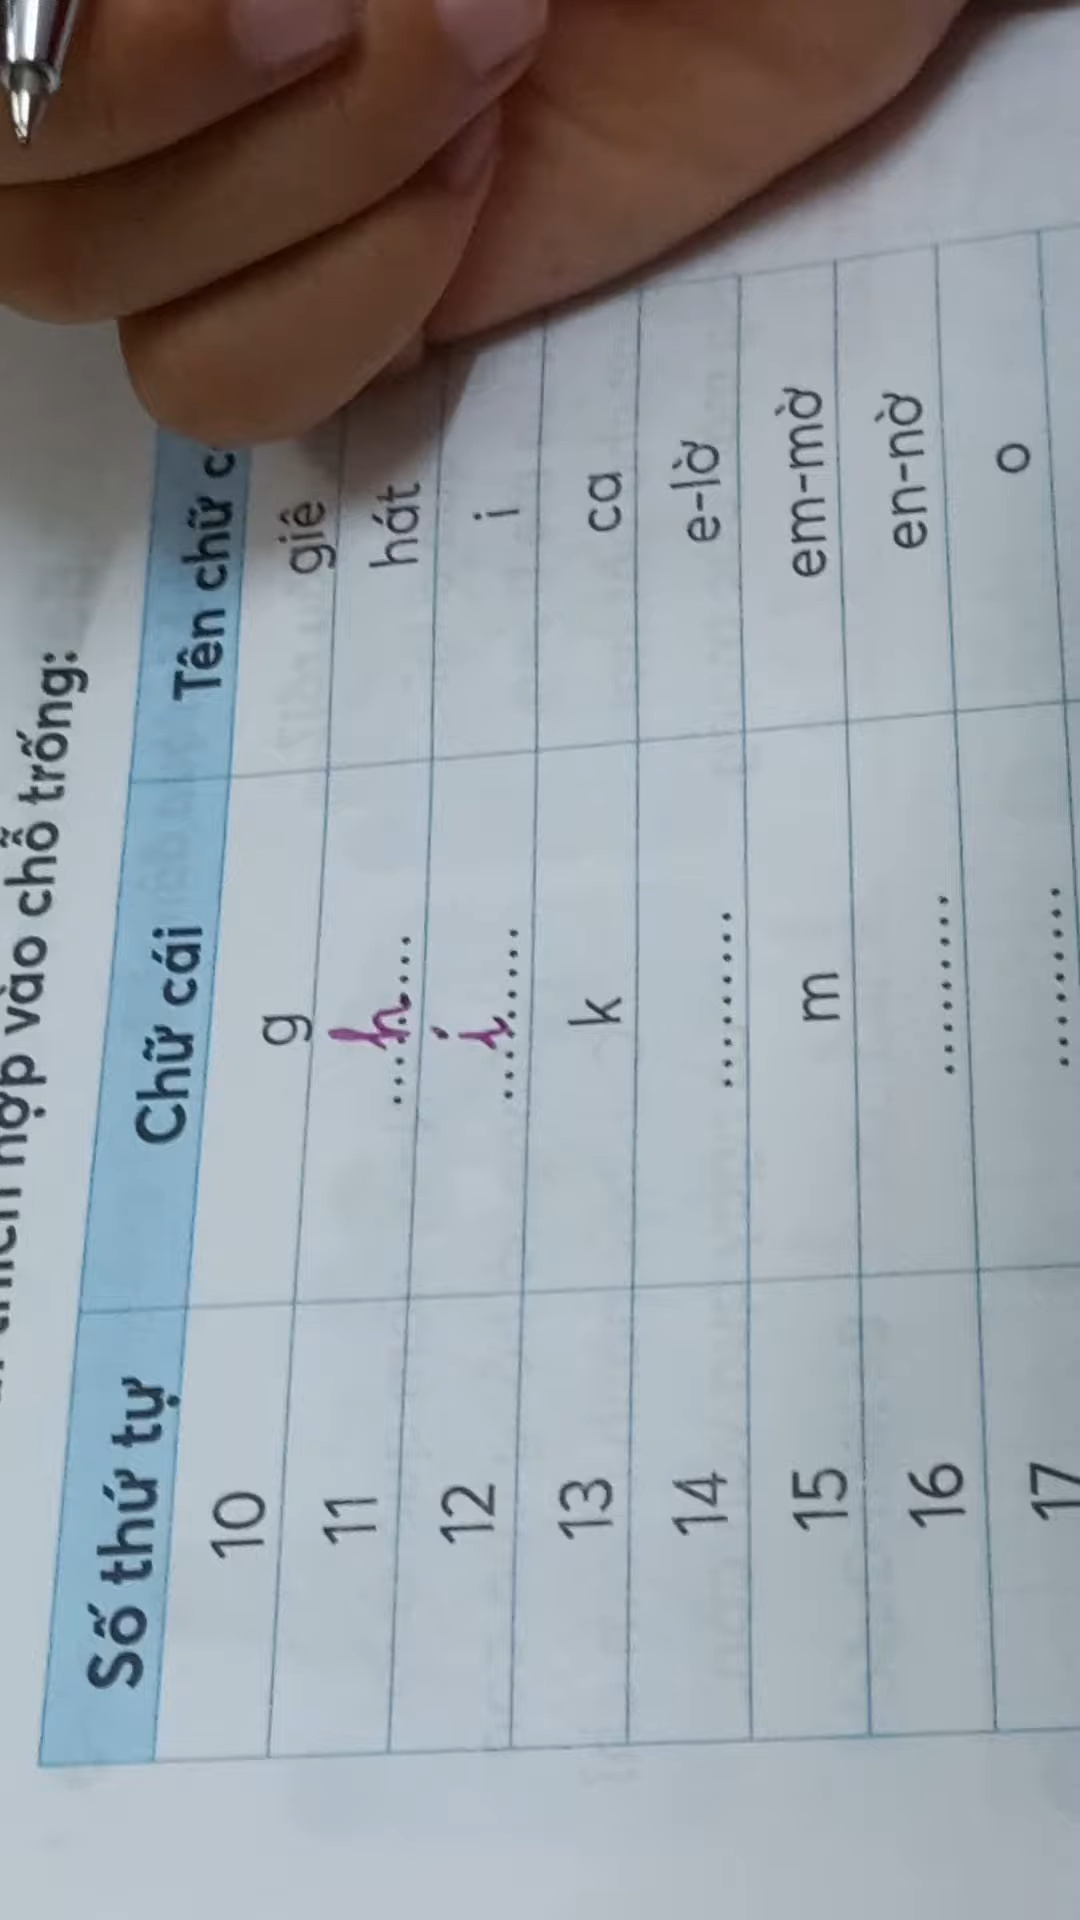 hợp vào chỗ trống:
Số thứ tự Chữ cái Tên chữ c
10 g giê
11 ....h.... hát
12 ....i...... i
13 k ca
14 .......... e-lờ
15 m em-mờ
16 .......... en-nờ
17 .......... o